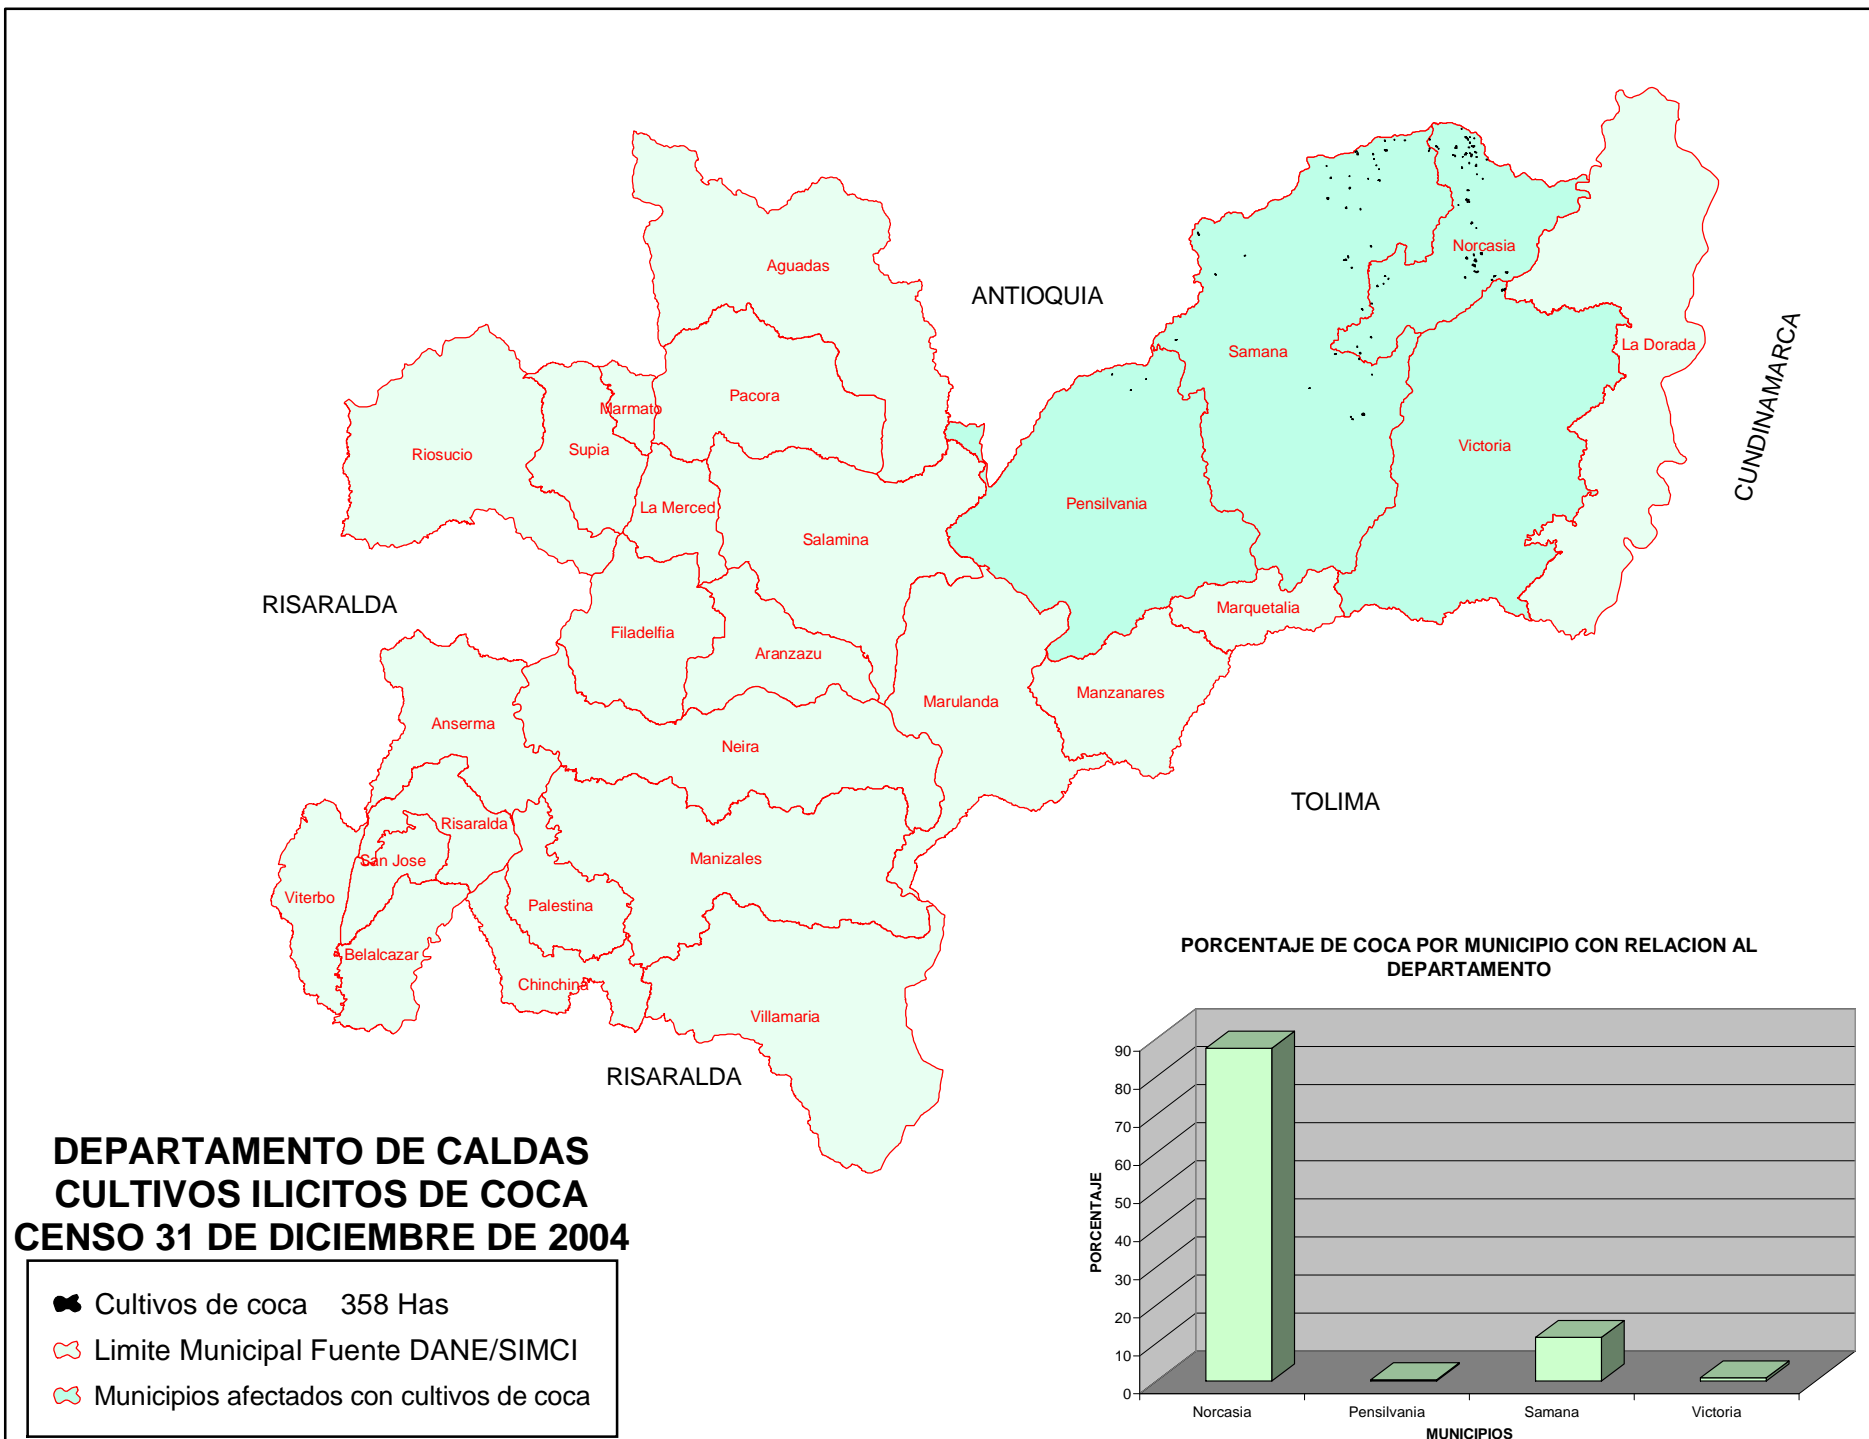 Aguadas
ANTIOQUIA
Norcasia
Samana
La Dorada
CUNDINAMARCA
Pacora
Marmato
Riosucio
Supia
Victoria
Pensilvania
La Merced
Salamina
RISARALDA
Marquetalia
Filadelfia
Aranzazu
Manzanares
Marulanda
Anserma
Neira
TOLIMA
Risaralda
San Jose
Manizales
Viterbo
Palestina
Belalcazar
Chinchina
Villamaria
RISARALDA
PORCENTAJE DE COCA POR MUNICIPIO CON RELACION AL
DEPARTAMENTO
PORCENTAJE
90
80
70
60
50
40
30
20
10
0
Norcasia Pensilvania Samana Victoria
MUNICIPIOS
DEPARTAMENTO DE CALDAS
CULTIVOS ILICITOS DE COCA
CENSO 31 DE DICIEMBRE DE 2004
Cultivos de coca 358 Has
Limite Municipal Fuente DANE/SIMCI
Municipios afectados con cultivos de coca